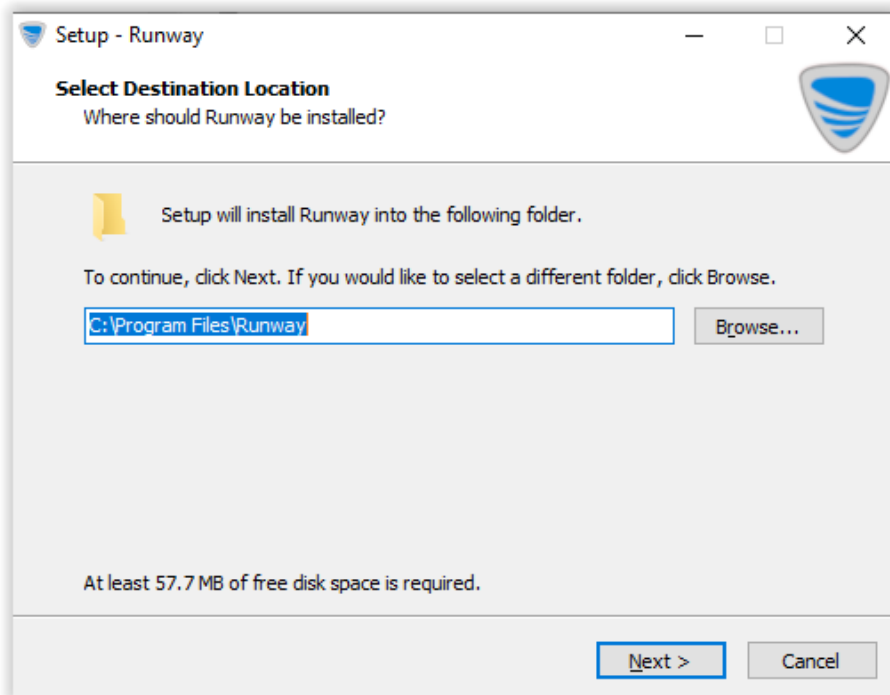 Setup - Runway
Select Destination Location
Where should Runway be installed?
Setup will install Runway into the following folder.
To continue, click Next. If you would like to select a different folder, click Browse.
C:\Program Files\Runway
Browse...
At least 57.7 MB of free disk space is required.
Next >
Cancel